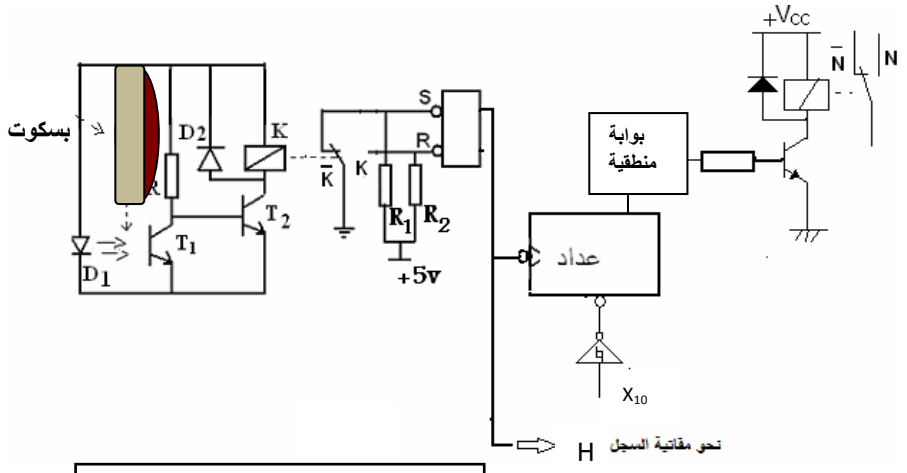 +Vcc
N̄
N
بسكوت
D2
K
S
R
K̄
K
بوابة
منطقية
R
T2
R1
R2
T1
D1
+5v
عداد
X10
H
نحو مقاتية السجل